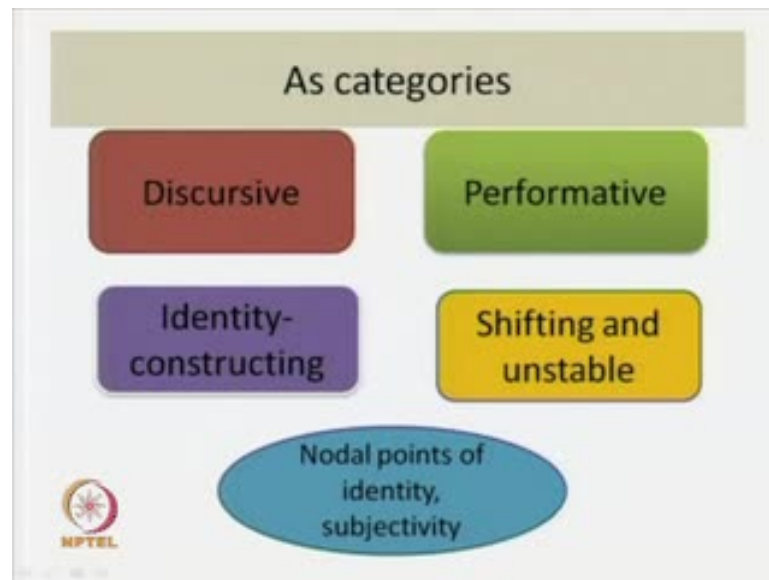 As categories
Discursive
Performative
Identity-
constructing
Shifting and
unstable
Nodal points of
identity,
subjectivity
NPTEL